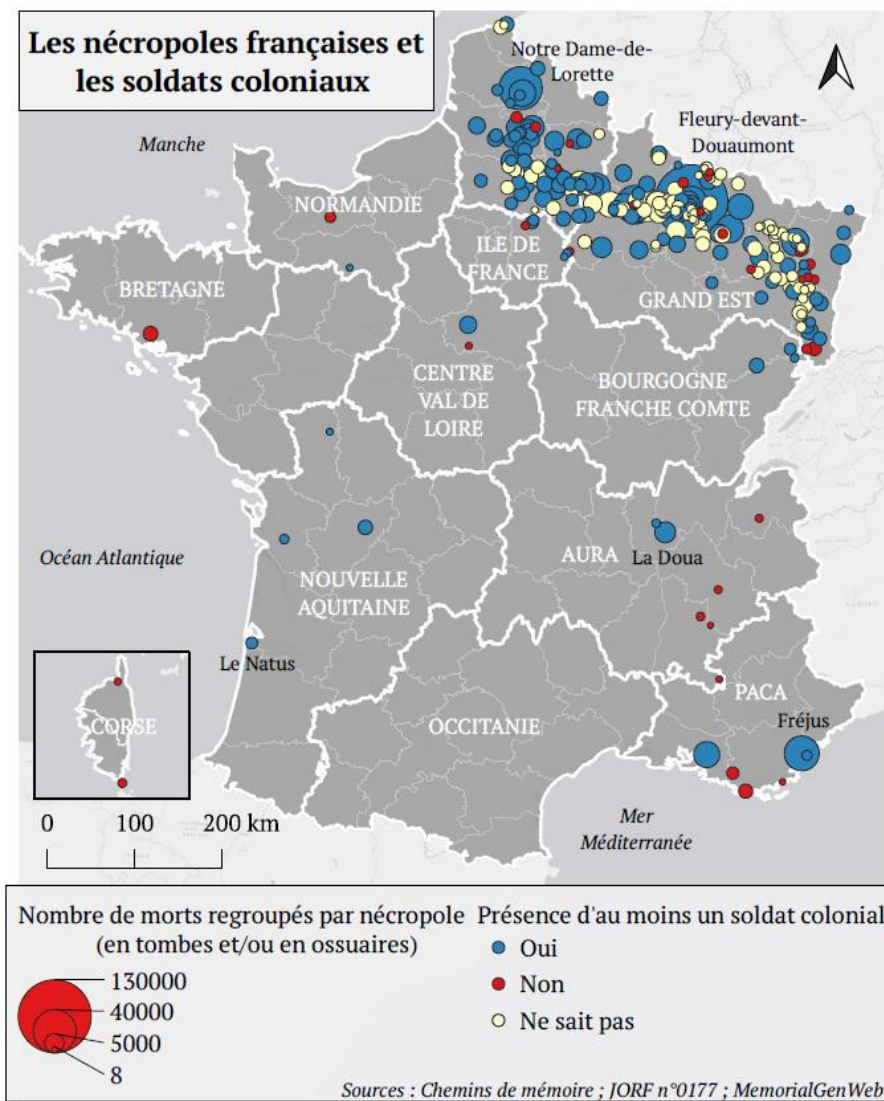 Les nécropoles françaises et
les soldats coloniaux
Notre Dame-de-
Lorette
Fleury-devant-
Douaumont
Manche
NORMANDIE
BRETAGNE
ILE DE
FRANCE
GRAND EST
CENTRE
VAL DE
LOIRE
BOURGOGNE
FRANCHE COMTE
Océan Atlantique
NOUVELLE
AQUITAINE
AURA
La Doua
Le Natus
CORSE
OCCITANIE
PACA
Fréjus
Mer
Méditerranée
0 100 200 km
Nombre de morts regroupés par nécropole
(en tombes et/ou en ossuaires)
130000
40000
5000
8
Présence d'au moins un soldat colonial
Oui
Non
Ne sait pas
Sources : Chemins de mémoire ; JORF n°0177 ; MemorialGenWeb